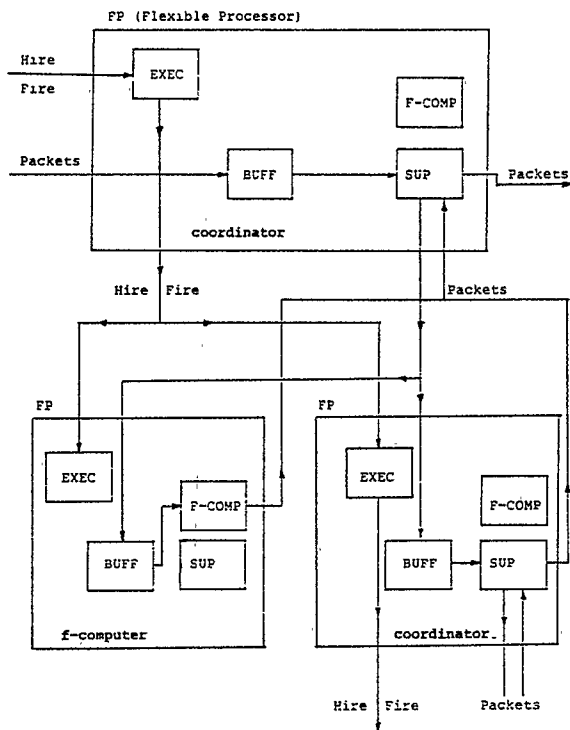 FP (Flexible Processor)
Hire
Fire
EXEC
F-COMP
Packets
BUFF
SUP
Packets
coordinator
Hire Fire
Packets
FP
FP
EXEC
EXEC
F-COMP
F-COMP
BUFF
SUP
BUFF
SUP
f-computer
coordinator.
Hire Fire
Packets